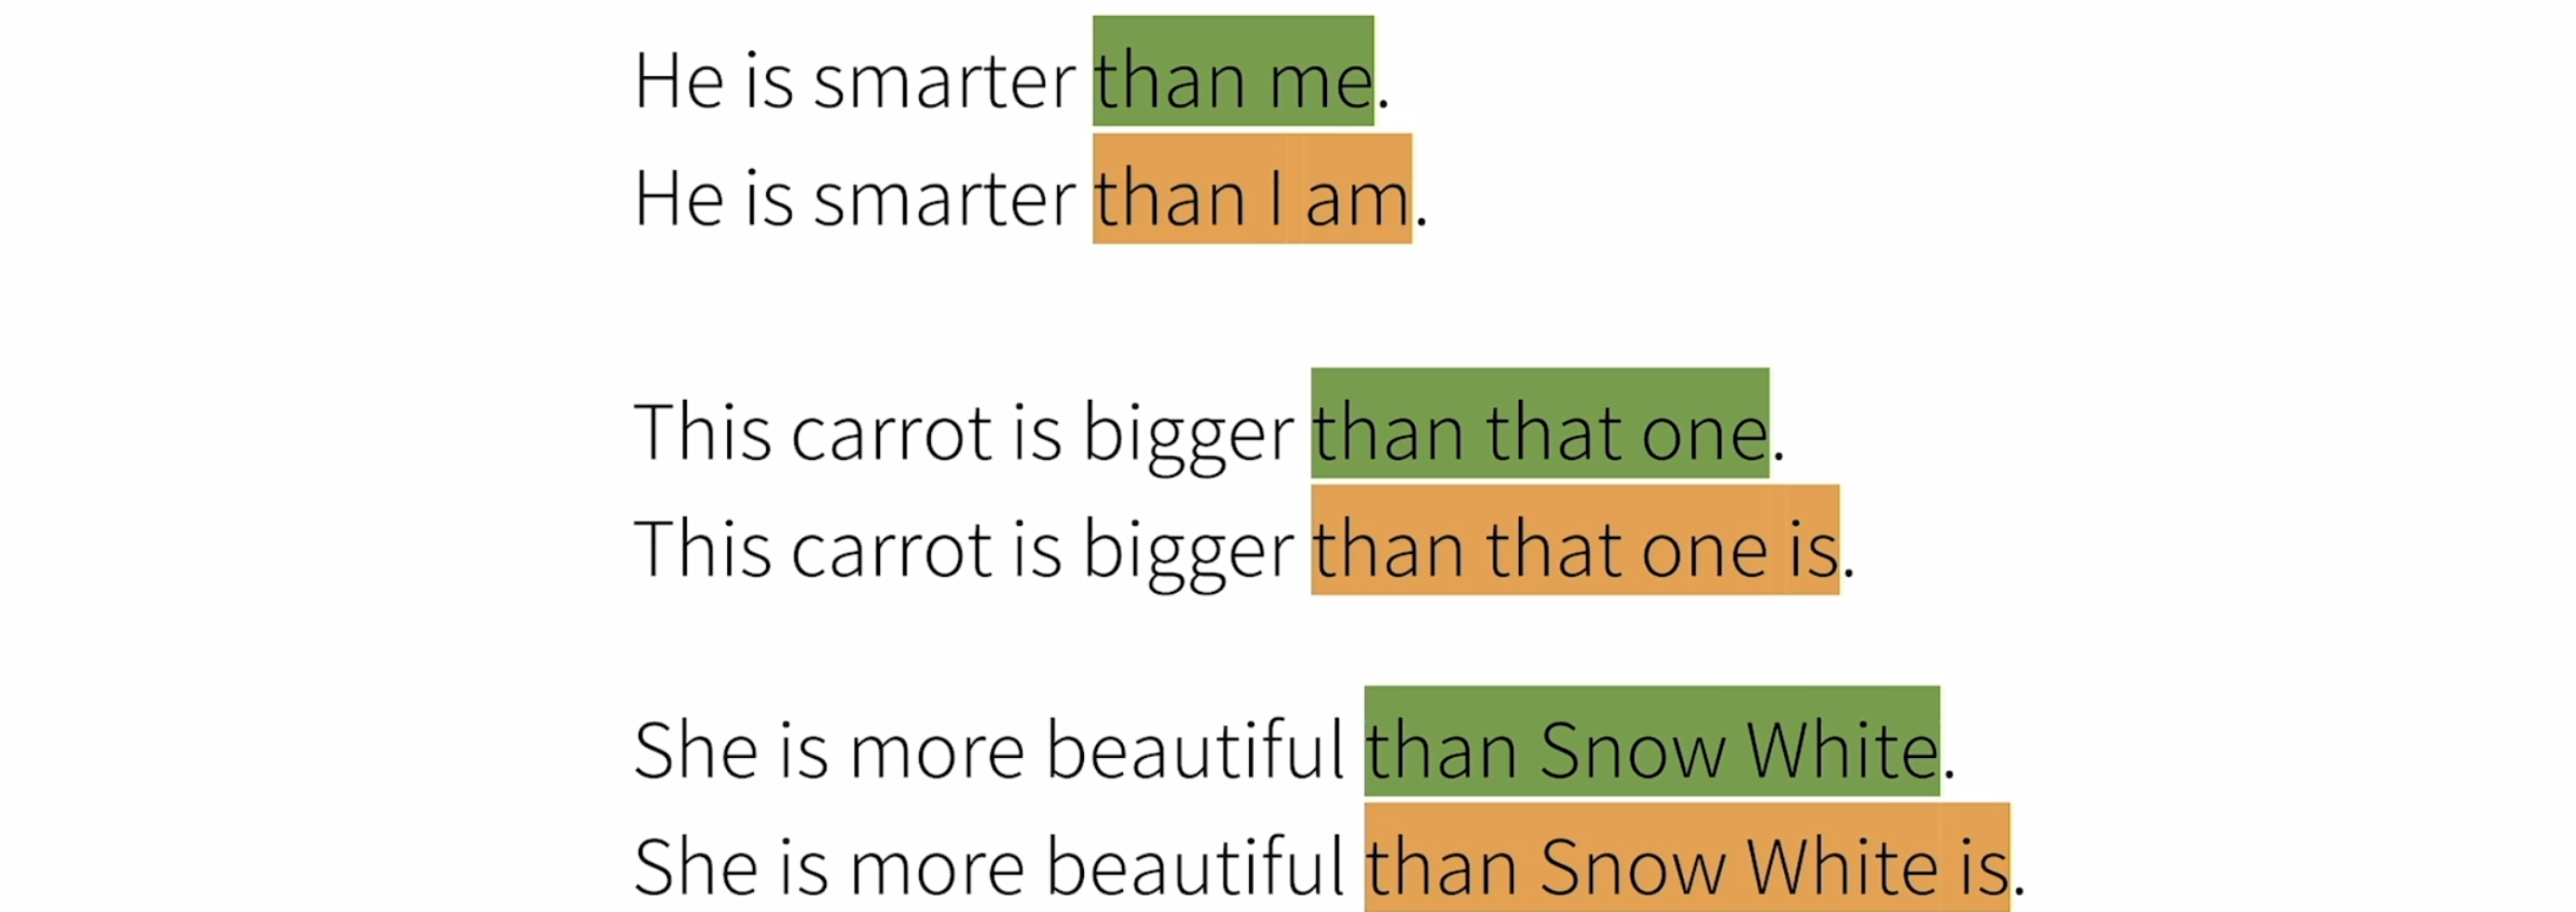 He is smarter than me.
He is smarter than I am.
This carrot is bigger than that one.
This carrot is bigger than that one is.
She is more beautiful than Snow White.
She is more beautiful than Snow White is.